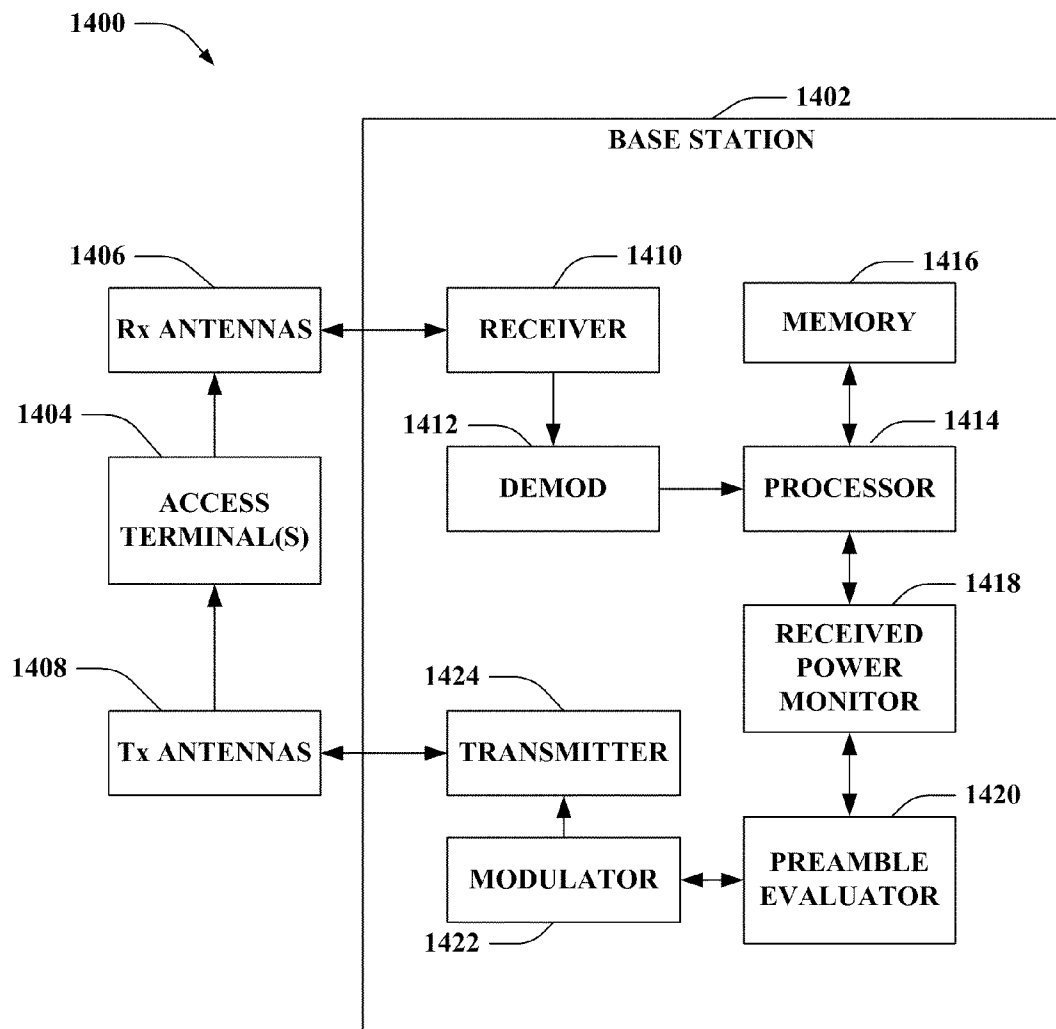 1400
1402
BASE STATION
1406
1410
1416
Rx ANTENNAS
RECEIVER
MEMORY
1404
1412
1414
ACCESS
TERMINAL(S)
DEMOD
PROCESSOR
1418
RECEIVED
POWER
MONITOR
1408
1424
Tx ANTENNAS
TRANSMITTER
1420
MODULATOR
PREAMBLE
EVALUATOR
1422